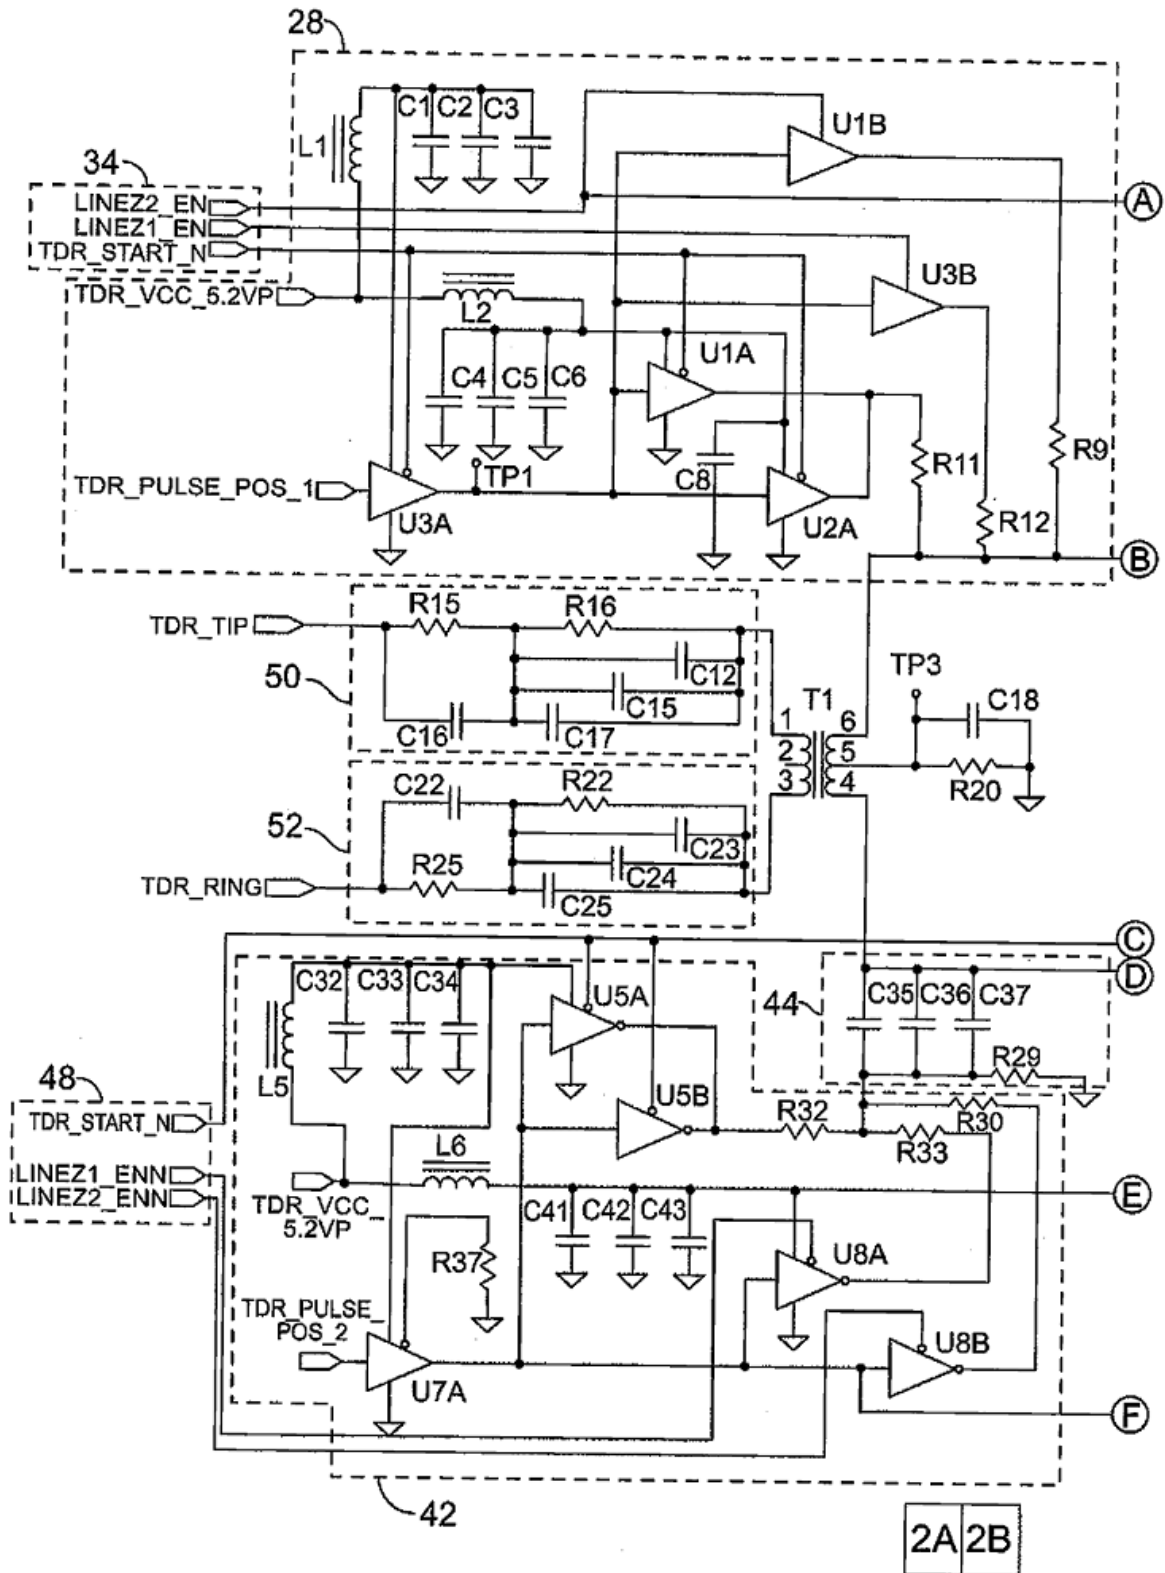 28
C1 C2 C3
L1
U1B
34
LINEZ2_EN
LINEZ1_EN
TDR_START_N
A
TDR_VCC_5.2VP
L2
U3B
U1A
C4 C5 C6
TP1
C8
R11
R9
TDR_PULSE_POS_1
U3A
U2A
R12
B
TDR_TIP
R15
R16
C12
50
C15
C16
C17
TP3
C18
T1
1
2
3
6
5
4
R20
C22
R22
52
C23
R25
C24
TDR_RING
C25
C
D
C32 C33 C34
U5A
44
C35 C36 C37
L5
R29
48
TDR_START_N
U5B
R32
R30
R33
LINEZ1_ENN
LINEZ2_ENN
L6
E
TDR_VCC_
5.2VP
C41 C42 C43
R37
U8A
TDR_PULSE_
POS_2
U7A
U8B
F
42
2A 2B